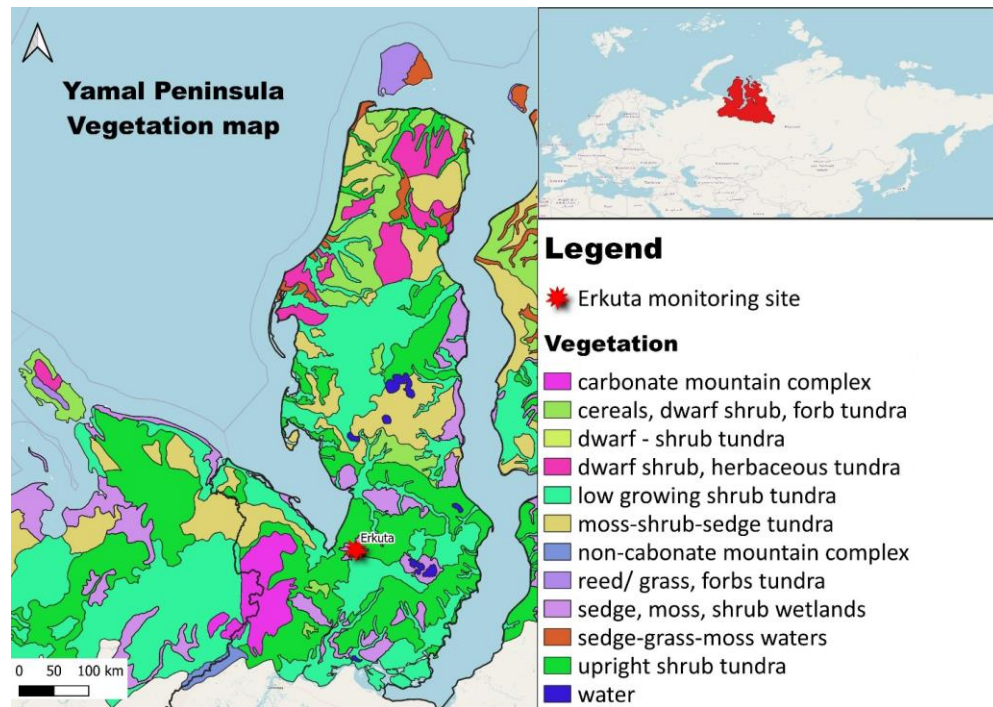 Yamal Peninsula
Vegetation map
Erkuta
0 50 100 km
Legend
Erkuta monitoring site
Vegetation
carbonate mountain complex
cereals, dwarf shrub, forb tundra
dwarf - shrub tundra
dwarf shrub, herbaceous tundra
low growing shrub tundra
moss-shrub-sedge tundra
non-cabonate mountain complex
reed/ grass, forbs tundra
sedge, moss, shrub wetlands
sedge-grass-moss waters
upright shrub tundra
water